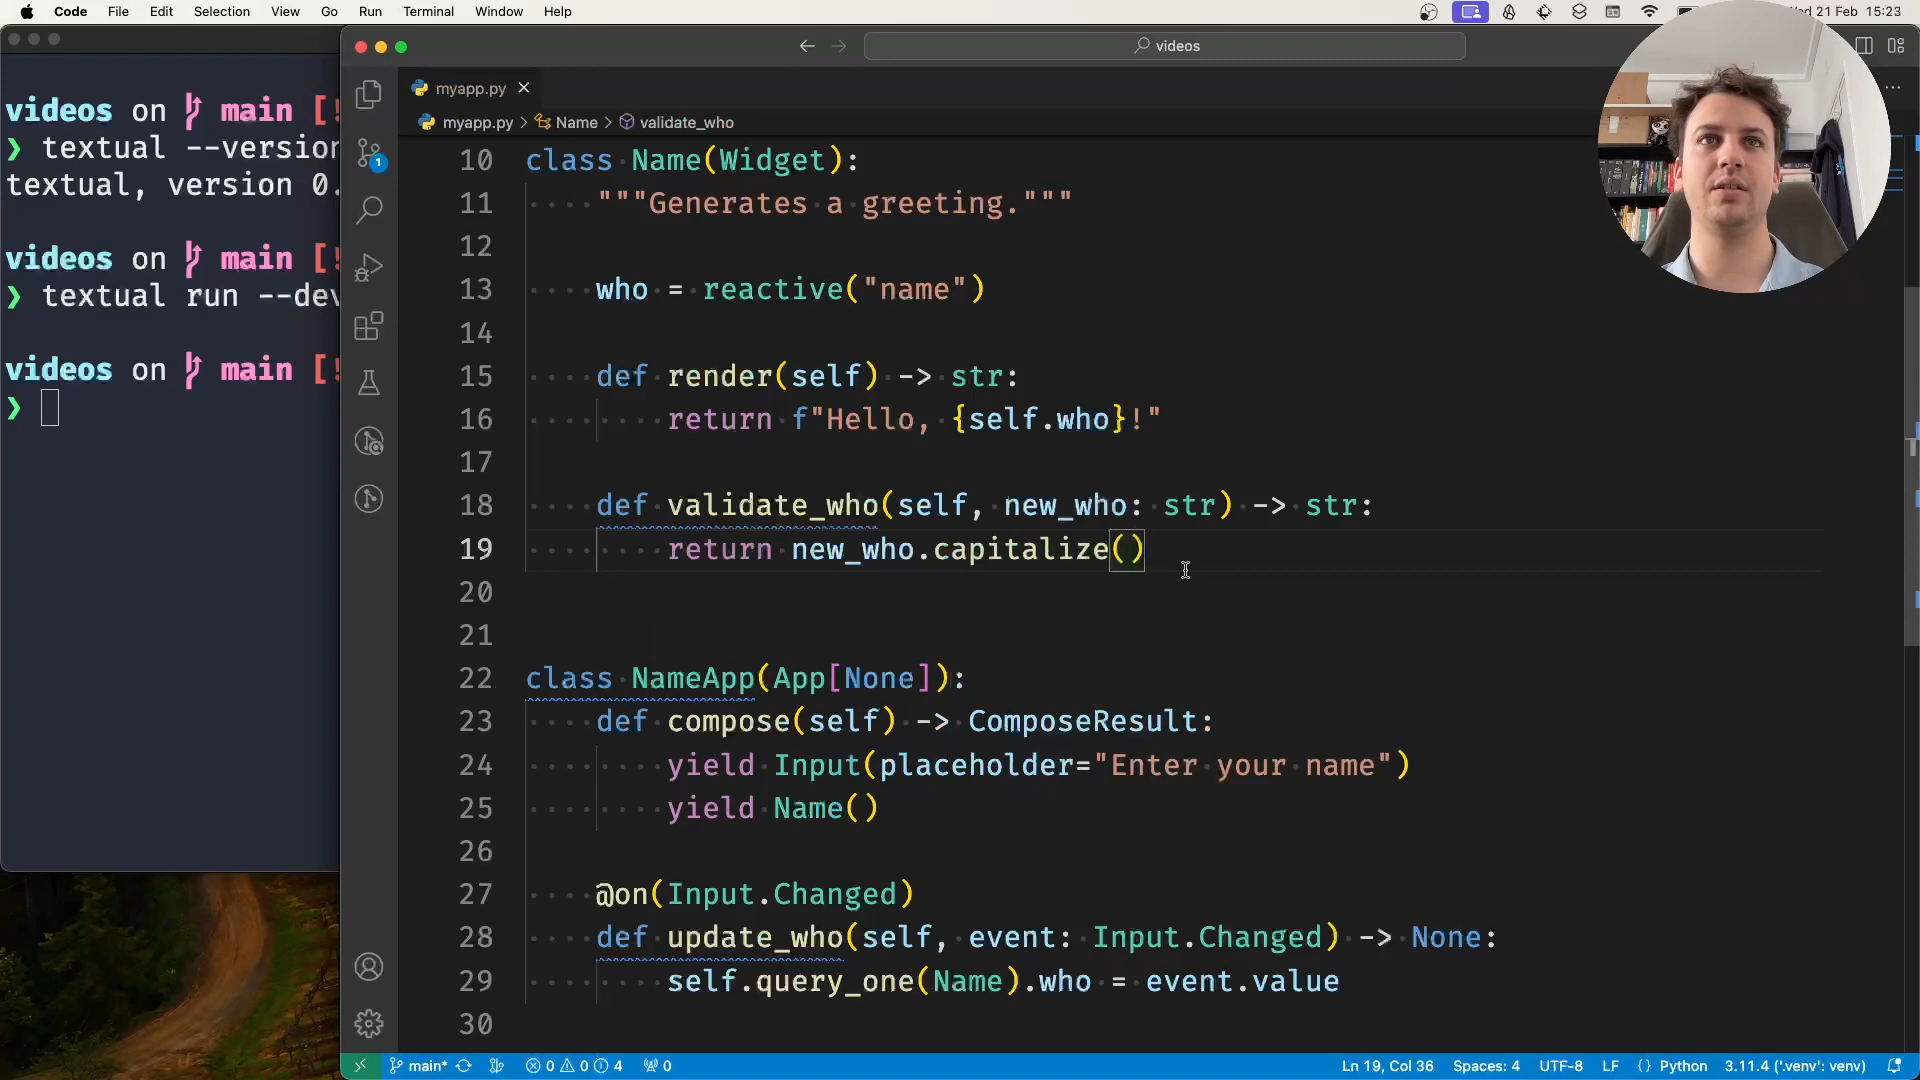 Code File Edit Selection View Go Run Terminal Window Help
21 Feb 15:23
videos
videos on main [!
❯ textual --version
textual, version 0.
videos on main [!
❯ textual run --dev
videos on main [!
❯
myapp.py
myapp.py > Name > validate_who
10 class Name(Widget):
11 """Generates a greeting."""
12
13 who = reactive("name")
14
15 def render(self) -> str:
16 return f"Hello, {self.who}!"
17
18 def validate_who(self, new_who: str) -> str:
19 return new_who.capitalize()
20
21
22 class NameApp(App[None]):
23 def compose(self) -> ComposeResult:
24 yield Input(placeholder="Enter your name")
25 yield Name()
26
27 @on(Input.Changed)
28 def update_who(self, event: Input.Changed) -> None:
29 self.query_one(Name).who = event.value
30
1
main* 0 0 4 0 Ln 19, Col 36 Spaces: 4 UTF-8 LF {} Python 3.11.4 ('.venv': venv)